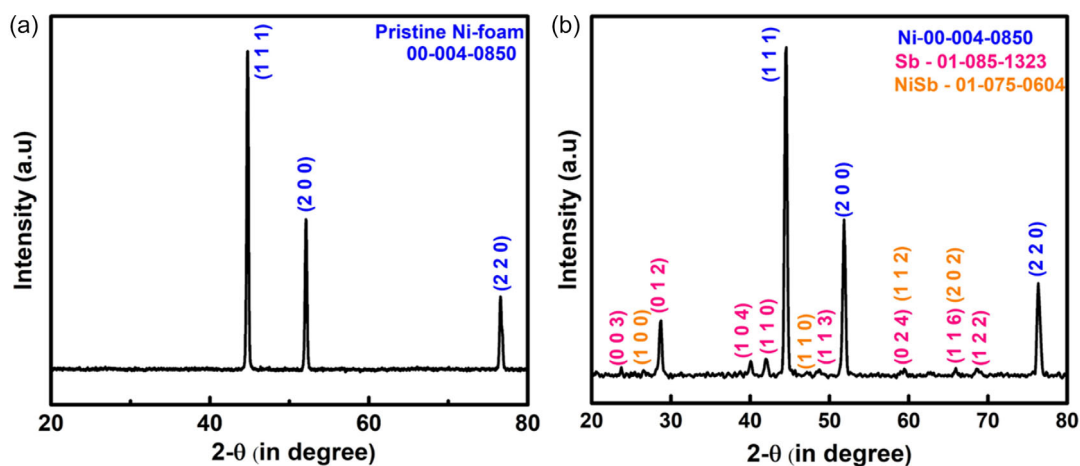 (a)
Pristine Ni-foam
00-004-0850
(1 1 1)
(2 0 0)
(2 2 0)
Intensity (a.u)
20
40
60
80
2-θ (in degree)
(b)
Ni-00-004-0850
Sb - 01-085-1323
NiSb - 01-075-0604
(0 0 3)
(1 0 0)
(0 1 2)
(1 0 4)
(1 1 0)
(1 1 1)
(1 1 0)
(1 1 3)
(2 0 0)
(0 2 4)
(1 1 2)
(1 1 6)
(2 0 2)
(1 2 2)
(2 2 0)
Intensity (a.u)
20
30
40
50
60
70
80
2-θ (in degree)